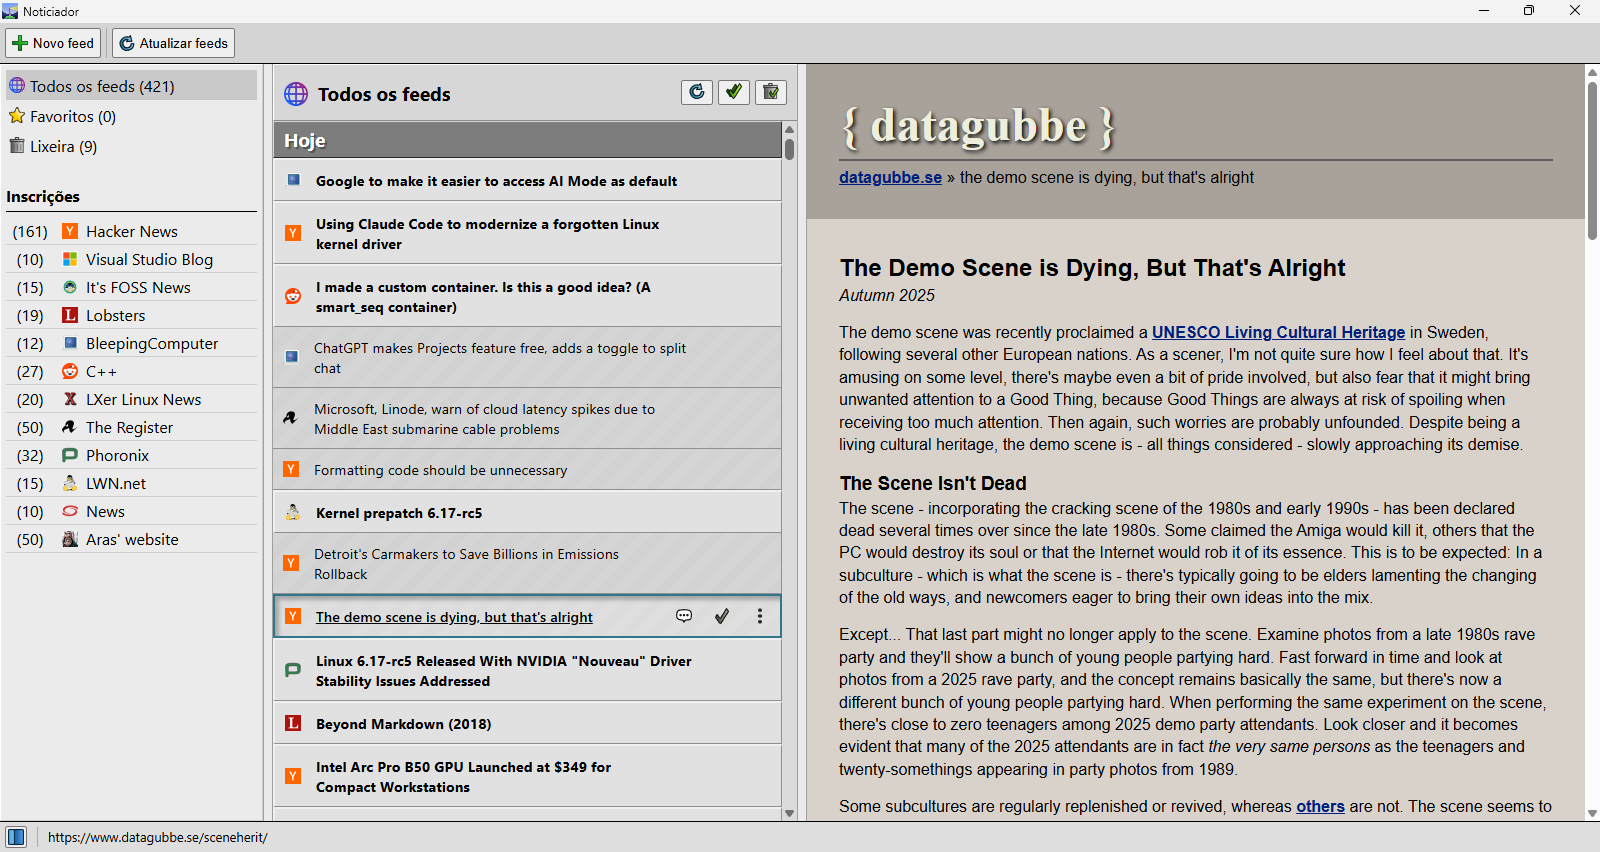 Noticiador
Novo feed
Atualizar feeds
Todos os feeds (421)
Favoritos (0)
Lixeira (9)
Inscrições
(161) Hacker News
(10) Visual Studio Blog
(15) It's FOSS News
(19) Lobsters
(12) BleepingComputer
(27) C++
(20) LXer Linux News
(50) The Register
(32) Phoronix
(15) LWN.net
(10) News
(50) Aras' website
Todos os feeds
Hoje
Google to make it easier to access AI Mode as default
Using Claude Code to modernize a forgotten Linux
kernel driver
I made a custom container. Is this a good idea? (A
smart_seq container)
ChatGPT makes Projects feature free, adds a toggle to split
chat
Microsoft, Linode, warn of cloud latency spikes due to
Middle East submarine cable problems
Formatting code should be unnecessary
Kernel prepatch 6.17-rc5
Detroit's Carmakers to Save Billions in Emissions
Rollback
The demo scene is dying, but that's alright
Linux 6.17-rc5 Released With NVIDIA "Nouveau" Driver
Stability Issues Addressed
Beyond Markdown (2018)
Intel Arc Pro B50 GPU Launched at $349 for
Compact Workstations
{ datagubbe }
datagubbe.se » the demo scene is dying, but that's alright
The Demo Scene is Dying, But That's Alright
Autumn 2025
The demo scene was recently proclaimed a UNESCO Living Cultural Heritage in Sweden,
following several other European nations. As a scener, I'm not quite sure how I feel about that. It's
amusing on some level, there's maybe even a bit of pride involved, but also fear that it might bring
unwanted attention to a Good Thing, because Good Things are always at risk of spoiling when
receiving too much attention. Then again, such worries are probably unfounded. Despite being a
living cultural heritage, the demo scene is - all things considered - slowly approaching its demise.
The Scene Isn't Dead
The scene - incorporating the cracking scene of the 1980s and early 1990s - has been declared
dead several times over since the late 1980s. Some claimed the Amiga would kill it, others that the
PC would destroy its soul or that the Internet would rob it of its essence. This is to be expected: In a
subculture - which is what the scene is - there's typically going to be elders lamenting the changing
of the old ways, and newcomers eager to bring their own ideas into the mix.
Except... That last part might no longer apply to the scene. Examine photos from a late 1980s rave
party and they'll show a bunch of young people partying hard. Fast forward in time and look at
photos from a 2025 rave party, and the concept remains basically the same, but there's now a
different bunch of young people partying hard. When performing the same experiment on the scene,
there's close to zero teenagers among 2025 demo party attendants. Look closer and it becomes
evident that many of the 2025 attendants are in fact the very same persons as the teenagers and
twenty-somethings appearing in party photos from 1989.
Some subcultures are regularly replenished or revived, whereas others are not. The scene seems to
https://www.datagubbe.se/sceneherit/